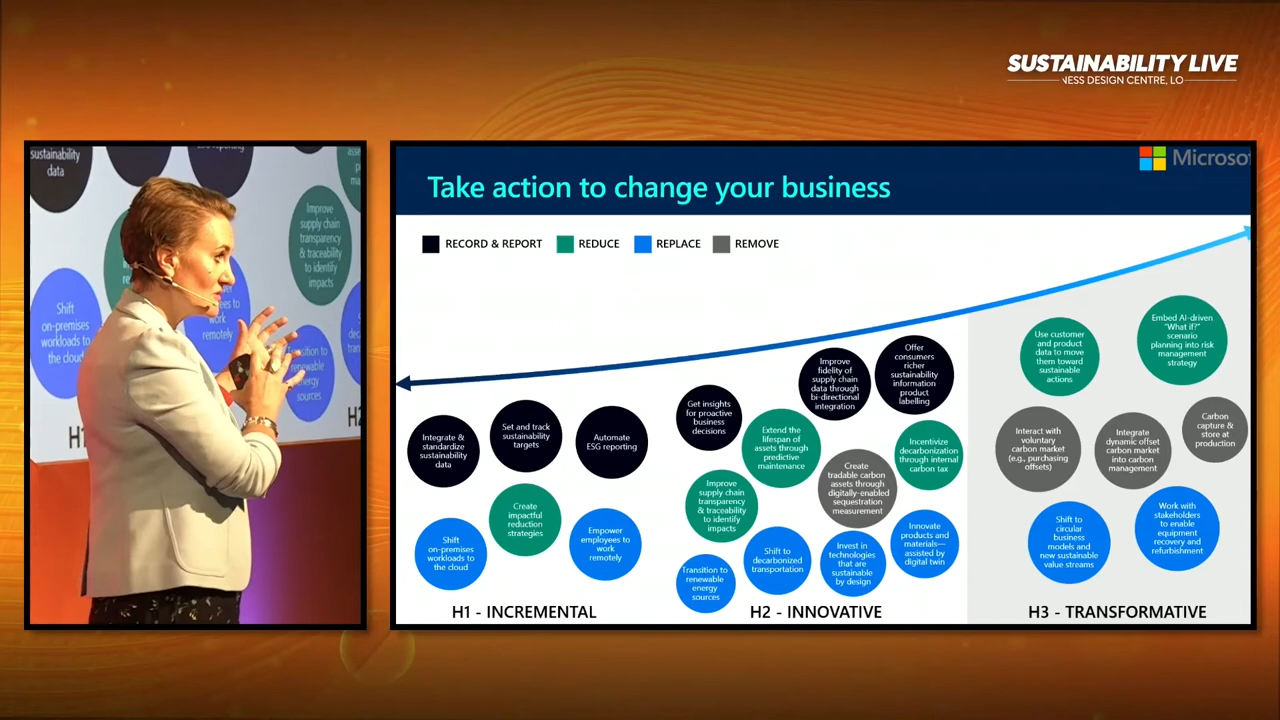 SUSTAINABILITY LIVE
NESS DESIGN CENTRE, LO
sustainability
data
Improve
supply chain
transparency
& traceability
to identify
impacts
Shift
on-premises
workloads to
the cloud
work
remotely
renewable
energy
sources
Microsof
Take action to change your business
RECORD & REPORT
REDUCE
REPLACE
REMOVE
Integrate &
standardize
sustainability
data
Set and track
sustainability
targets
Automate
ESG reporting
Create
impactful
reduction
strategies
Shift
on-premises
workloads to
the cloud
Empower
employees to
work
remotely
H1 - INCREMENTAL
Get insights
for proactive
business
decisions
Improve
fidelity of
supply chain
data through
bi-directional
integration
Offer
consumers
richer
sustainability
information
product
labelling
Extend the
lifespan of
assets through
predictive
maintenance
Incentivize
decarbonization
through internal
carbon tax
Create
tradable carbon
assets through
digitally-enabled
sequestration
measurement
Improve
supply chain
transparency
& traceability
to identify
impacts
Transition to
renewable
energy
sources
Shift to
decarbonized
transportation
Invest in
technologies
that are
sustainable
by design
Innovate
products and
materials—
assisted by
digital twin
H2 - INNOVATIVE
Use customer
and product
data to move
them toward
sustainable
actions
Embed AI-driven
"What if?"
scenario
planning into risk
management
strategy
Interact with
voluntary
carbon market
(e.g., purchasing
offsets)
Integrate
dynamic offset
carbon market
into carbon
management
Carbon
capture &
store at
production
Shift to
circular
business
models and
new sustainable
value streams
Work with
stakeholders
to enable
equipment
recovery and
refurbishment
H3 - TRANSFORMATIVE